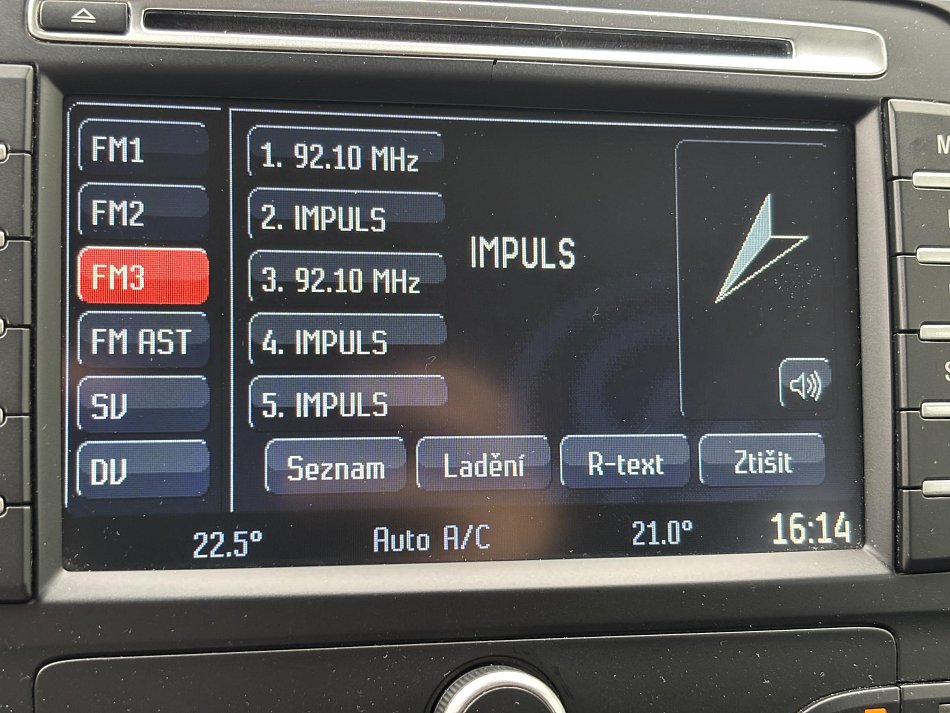 FM1
FM2
FM3
FM AST
SV
DV
1. 92.10 MHz
2. IMPULS
3. 92.10 MHz
4. IMPULS
5. IMPULS
IMPULS
Seznam
Ladění
R-text
Ztišit
22.5°
Auto A/C
21.0°
16:14